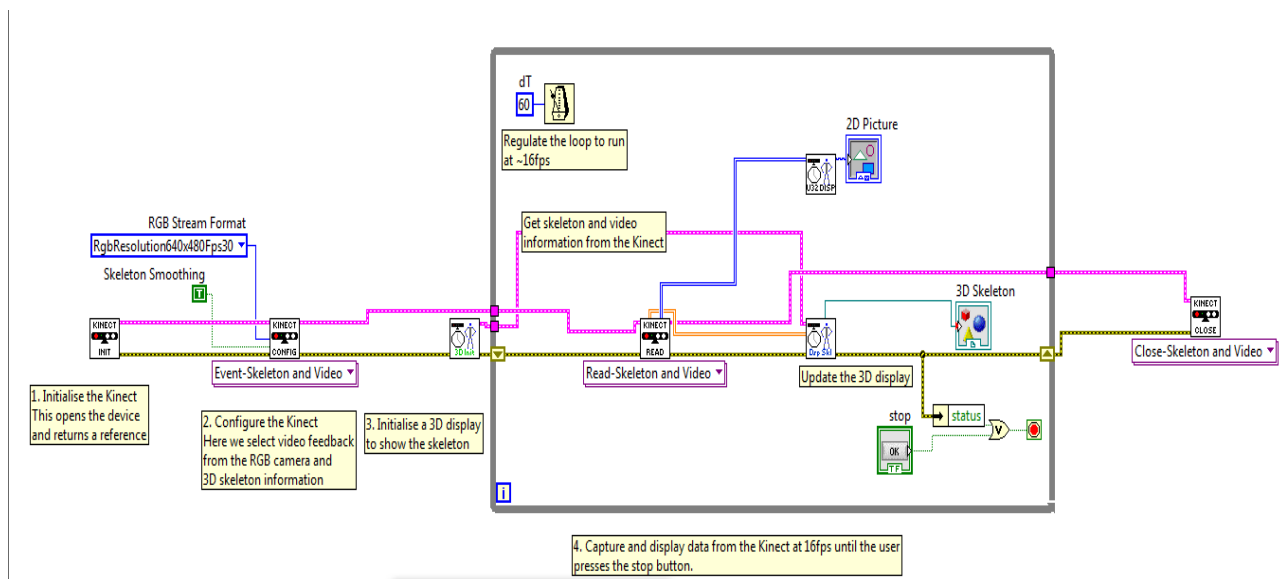 dT
60
Regulate the loop to run
at ~16fps
2D Picture
U32 DISP
RGB Stream Format
RgbResolution640x480Fps30
Skeleton Smoothing
T
Get skeleton and video
information from the Kinect
3D Skeleton
KINECT
INIT
KINECT
CONFIG
3D Init
KINECT
READ
Drp Skl
KINECT
CLOSE
Event-Skeleton and Video
Read-Skeleton and Video
Close-Skeleton and Video
Update the 3D display
1. Initialise the Kinect
This opens the device
and returns a reference
2. Configure the Kinect
Here we select video feedback
from the RGB camera and
3D skeleton information
3. Initialise a 3D display
to show the skeleton
stop
OK
TF
status
V
i
4. Capture and display data from the Kinect at 16fps until the user
presses the stop button.